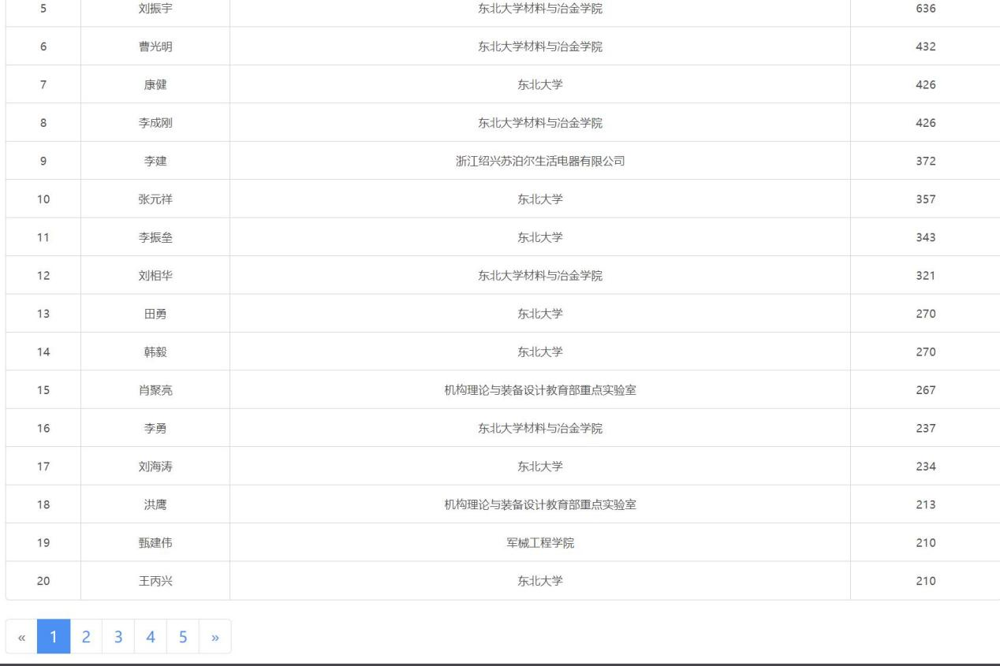 5 刘振宇 东北大学材料与冶金学院 636
6 曹光明 东北大学材料与冶金学院 432
7 康健 东北大学 426
8 李成刚 东北大学材料与冶金学院 426
9 李建 浙江绍兴苏泊尔生活电器有限公司 372
10 张元祥 东北大学 357
11 李振垒 东北大学 343
12 刘相华 东北大学材料与冶金学院 321
13 田勇 东北大学 270
14 韩毅 东北大学 270
15 肖聚亮 机构理论与装备设计教育部重点实验室 267
16 李勇 东北大学材料与冶金学院 237
17 刘海涛 东北大学 234
18 洪鹰 机构理论与装备设计教育部重点实验室 213
19 甄建伟 军械工程学院 210
20 王丙兴 东北大学 210
« 1 2 3 4 5 »